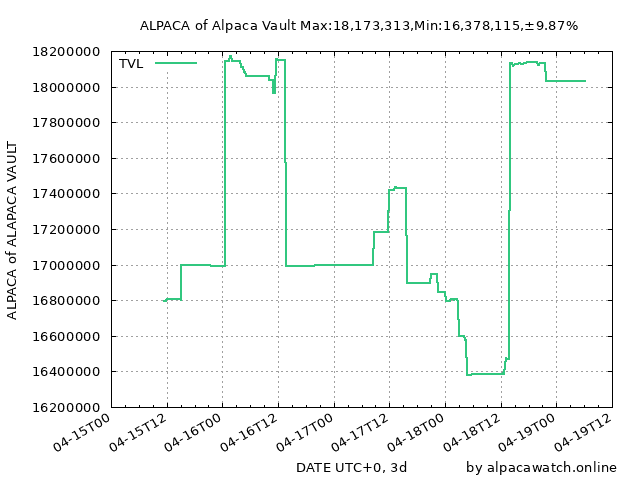 ALPACA of Alpaca Vault Max:18,173,313,Min:16,378,115,±9.87%
TVL
18200000
18000000
17800000
17600000
17400000
17200000
17000000
16800000
16600000
16400000
16200000
ALPACA of ALAPACA VAULT
04-15T00
04-15T12
04-16T00
04-16T12
04-17T00
04-17T12
04-18T00
04-18T12
04-19T00
04-19T12
DATE UTC+0, 3d
by alpacawatch.online